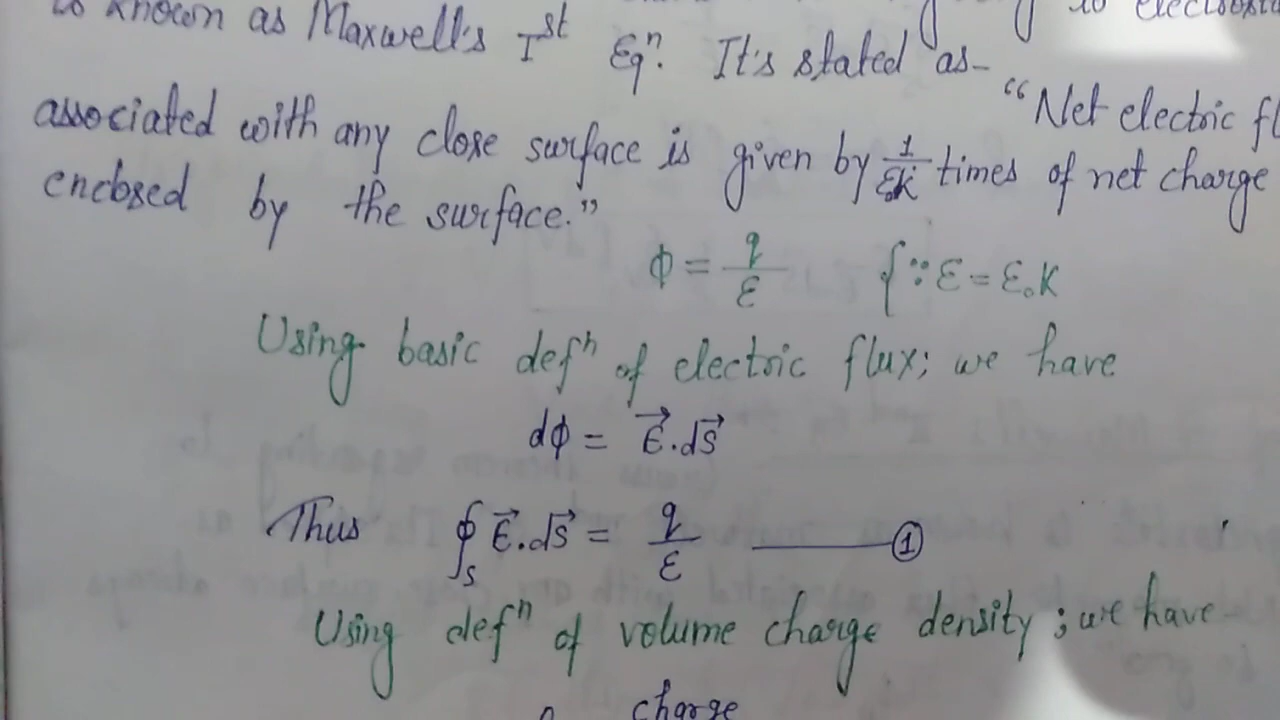 known as Maxwell's Ist Eqn. It's stated as-
"Net electric
associated with any close surface is given by 1/ε₀K times of net charge
enclosed by the surface."
Φ = q/ε {∵ ε = ε₀K
Using basic defⁿ of electric flux; we have
dϕ = E⃗.dS⃗
Thus ∮s E⃗.dS⃗ = q/ε ——— ①
Using defⁿ of volume charge density; we have
charge